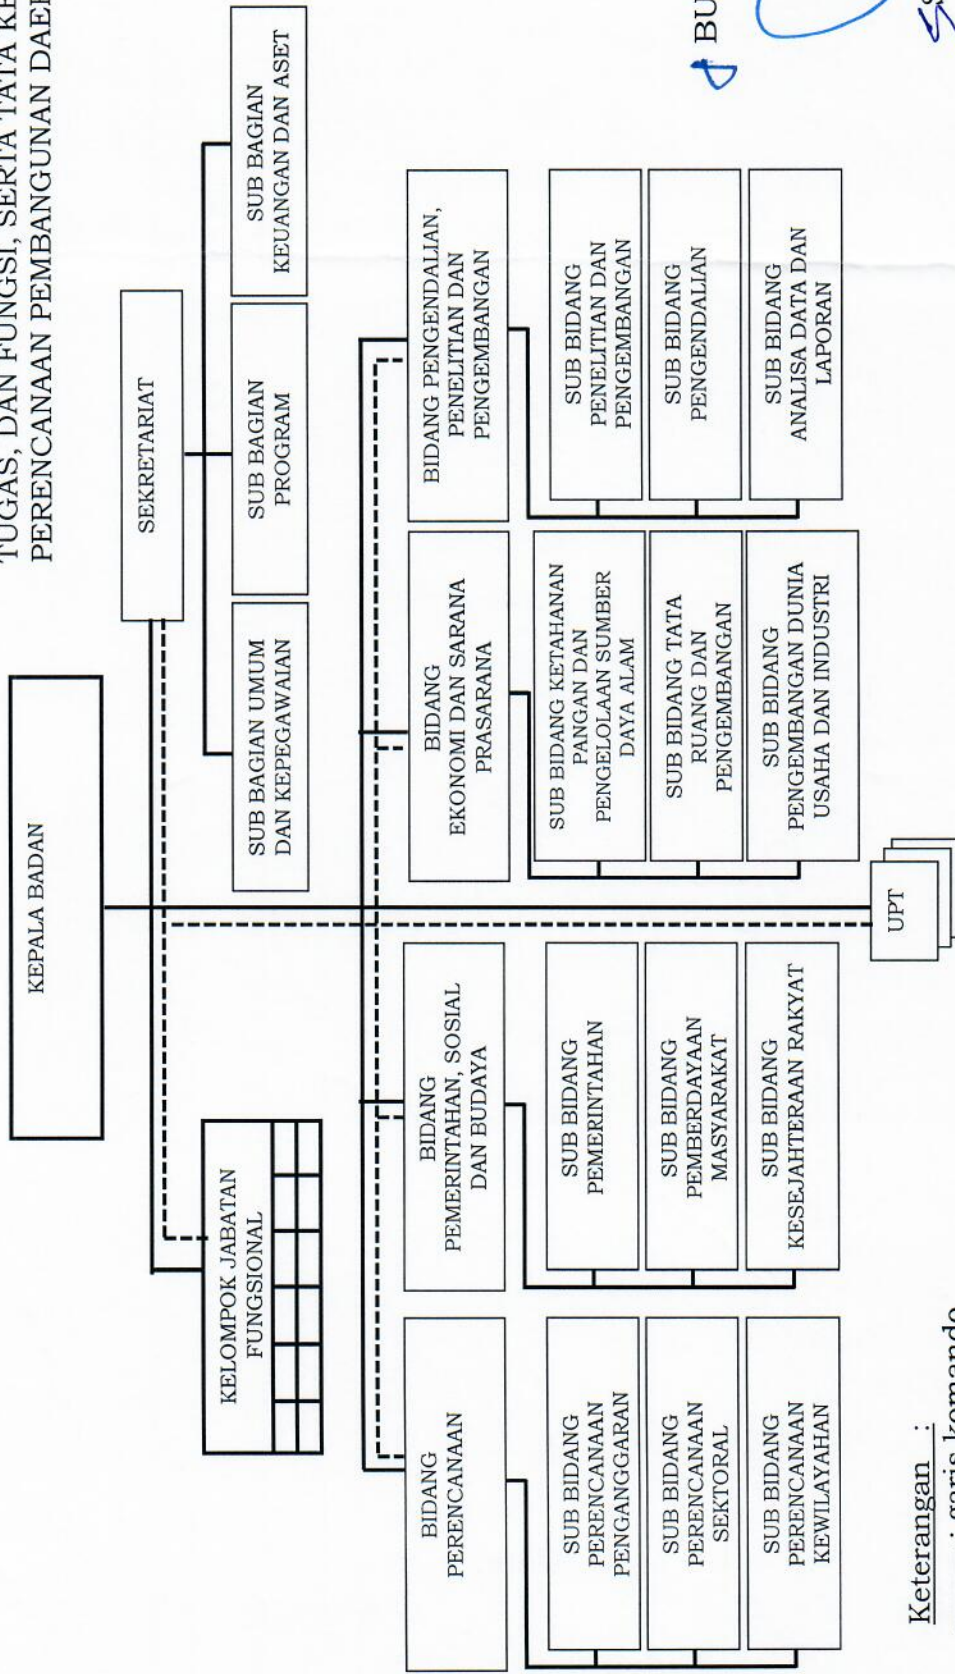 TUGAS, DAN FUNGSI, SERTA TATA
PERENCANAAN PEMBANGUNAN
KEPALA BADAN
SEKRETARIAT
KELOMPOK JABATAN
FUNGSIONAL
SUB BAGIAN UMUM
DAN KEPEGAWAIAN
SUB BAGIAN
PROGRAM
SUB BAGIAN
KEUANGAN DAN ASET
BIDANG
PERENCANAAN
BIDANG
PEMERINTAHAN, SOSIAL
DAN BUDAYA
BIDANG
EKONOMI DAN SARANA
PRASARANA
BIDANG PENGENDALIAN,
PENELITIAN DAN
PENGEMBANGAN
SUB BIDANG
PERENCANAAN
PENGANGGARAN
SUB BIDANG
PERENCANAAN
SEKTORAL
SUB BIDANG
PERENCANAAN
KEWILAYAHAN
SUB BIDANG
PEMERINTAHAN
SUB BIDANG
PEMBERDAYAAN
MASYARAKAT
SUB BIDANG
KESEJAHTERAAN RAKYAT
SUB BIDANG KETAHANAN
PANGAN DAN
PENGELOLAAN SUMBER
DAYA ALAM
SUB BIDANG TATA
RUANG DAN
PENGEMBANGAN
SUB BIDANG
PENGEMBANGAN DUNIA
USAHA DAN INDUSTRI
SUB BIDANG
PENELITIAN DAN
PENGEMBANGAN
SUB BIDANG
PENGENDALIAN
SUB BIDANG
ANALISA DATA DAN
LAPORAN
UPT
BU
Keterangan :
: garis komando